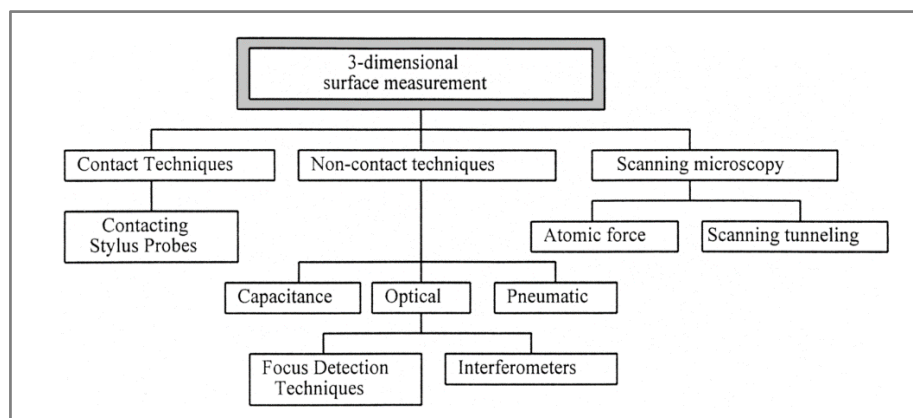 3-dimensional
surface measurement
Contact Techniques
Non-contact techniques
Scanning microscopy
Contacting
Stylus Probes
Atomic force
Scanning tunneling
Capacitance
Optical
Pneumatic
Focus Detection
Techniques
Interferometers